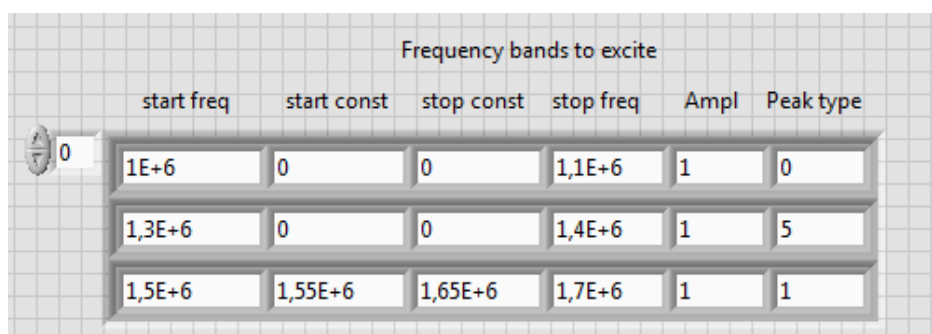 Frequency bands to excite
start freq start const stop const stop freq Ampl Peak type
0 1E+6 0 0 1,1E+6 1 0
1,3E+6 0 0 1,4E+6 1 5
1,5E+6 1,55E+6 1,65E+6 1,7E+6 1 1